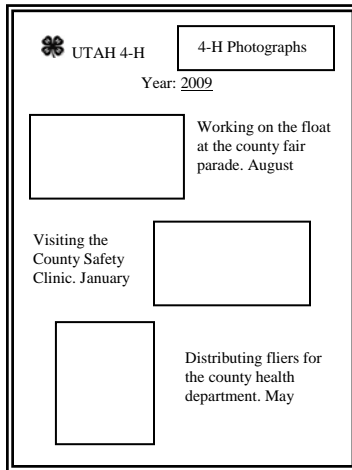 UTAH 4-H
4-H Photographs
Year: 2009
Working on the float
at the county fair
parade. August
Visiting the
County Safety
Clinic. January
Distributing fliers for
the county health
department. May